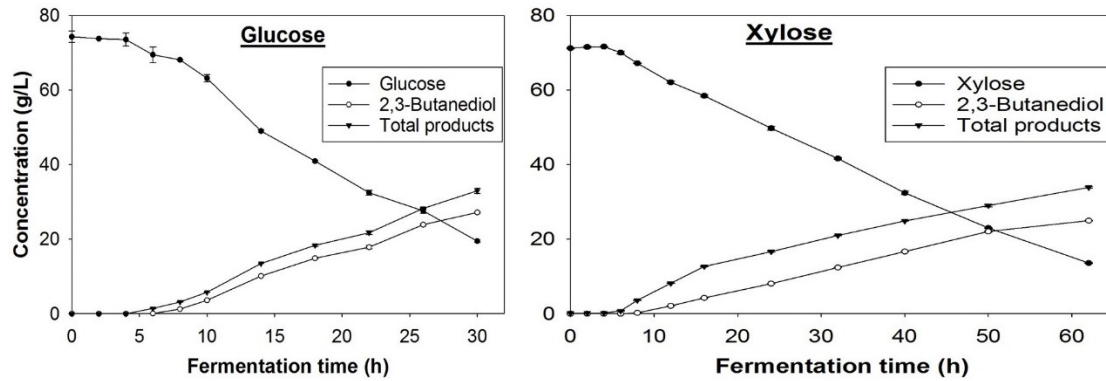 Glucose
Glucose
2,3-Butanediol
Total products
Concentration (g/L)
80
60
40
20
0
0 5 10 15 20 25 30
Fermentation time (h)
Xylose
Xylose
2,3-Butanediol
Total products
80
60
40
20
0
0 10 20 30 40 50 60
Fermentation time (h)